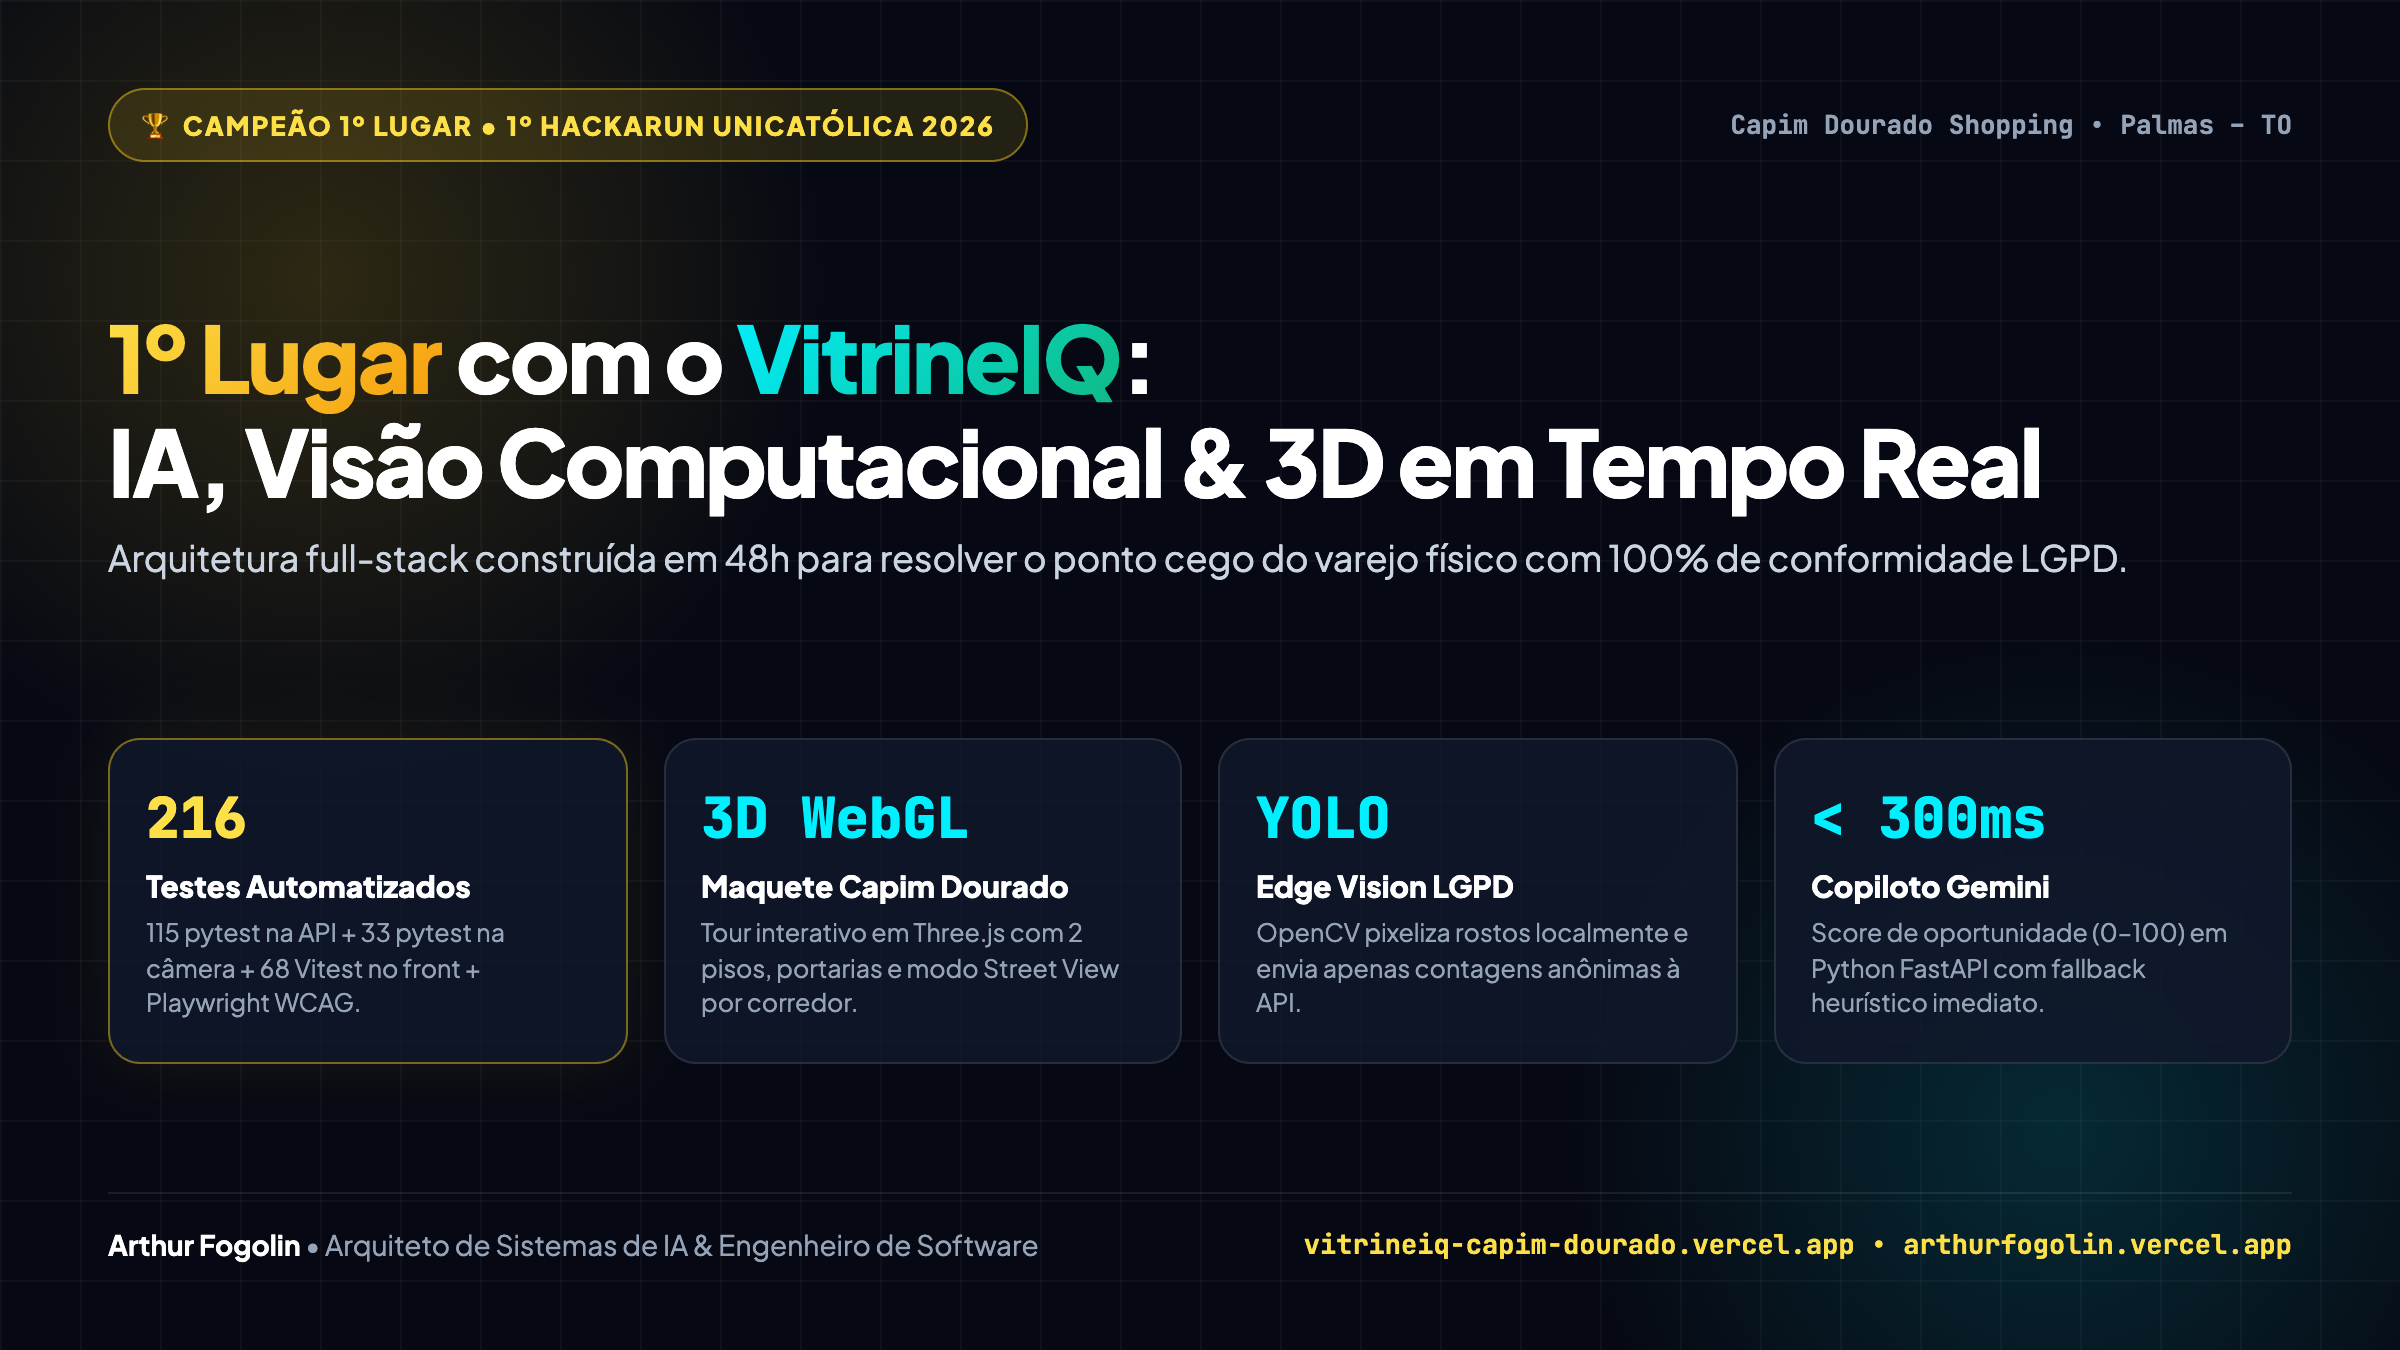 🏆 CAMPEÃO 1º LUGAR • 1º HACKARUN UNICATÓLICA 2026
Capim Dourado Shopping • Palmas – TO
1º Lugar com o VitrineIQ:
IA, Visão Computacional & 3D em Tempo Real
Arquitetura full-stack construída em 48h para resolver o ponto cego do varejo físico com 100% de conformidade LGPD.
216
Testes Automatizados
115 pytest na API + 33 pytest na
câmera + 68 Vitest no front +
Playwright WCAG.
3D WebGL
Maquete Capim Dourado
Tour interativo em Three.js com 2
pisos, portarias e modo Street View
por corredor.
YOLO
Edge Vision LGPD
OpenCV pixeliza rostos localmente e
envia apenas contagens anônimas à
API.
< 300ms
Copiloto Gemini
Score de oportunidade (0–100) em
Python FastAPI com fallback
heurístico imediato.
Arthur Fogolin • Arquiteto de Sistemas de IA & Engenheiro de Software
vitrineiq-capim-dourado.vercel.app • arthurfogolin.vercel.app